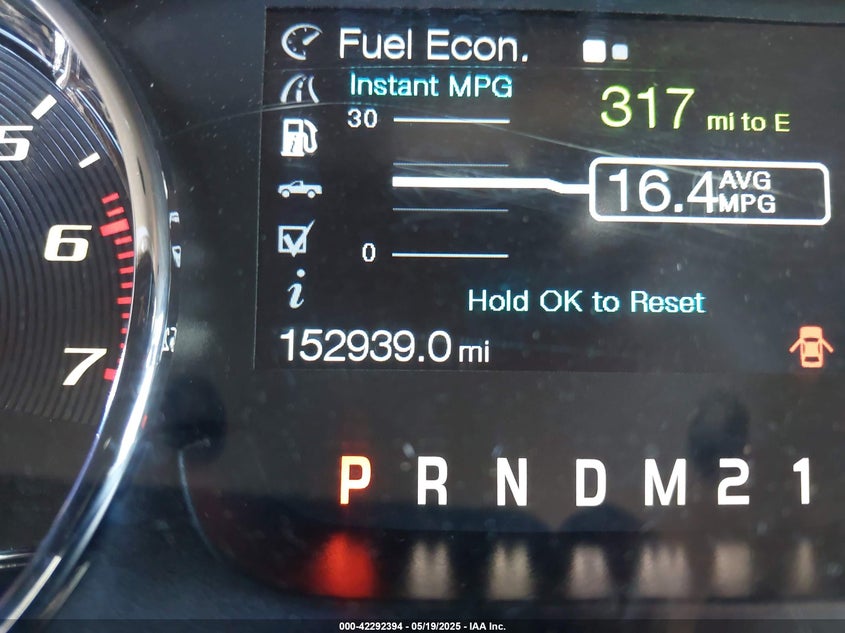 5
6
7
Fuel Econ.
Instant MPG
317 mi to E
30
16.4 AVG MPG
0
i
Hold OK to Reset
152939.0 mi
P R N D M 2 1
000-42292394 - 05/19/2025 - IAA Inc.